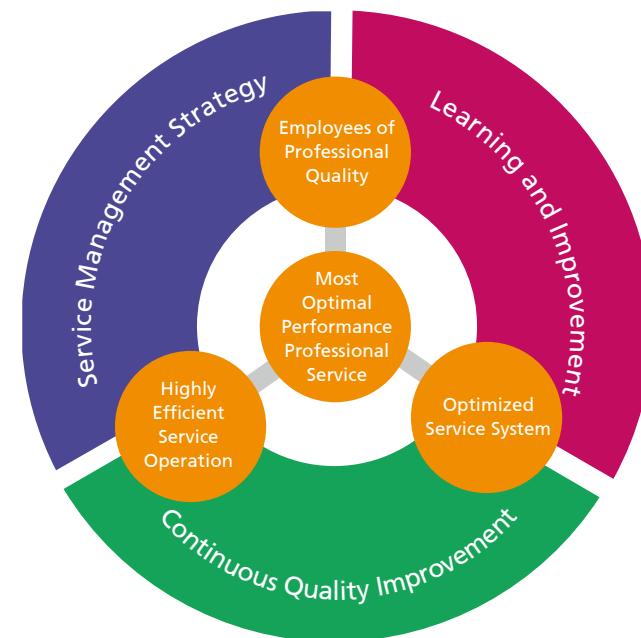 Service Management Strategy
Learning and Improvement
Employees of
Professional
Quality
Most
Optimal
Performance
Professional
Service
Highly
Efficient
Service
Operation
Optimized
Service System
Continuous Quality Improvement